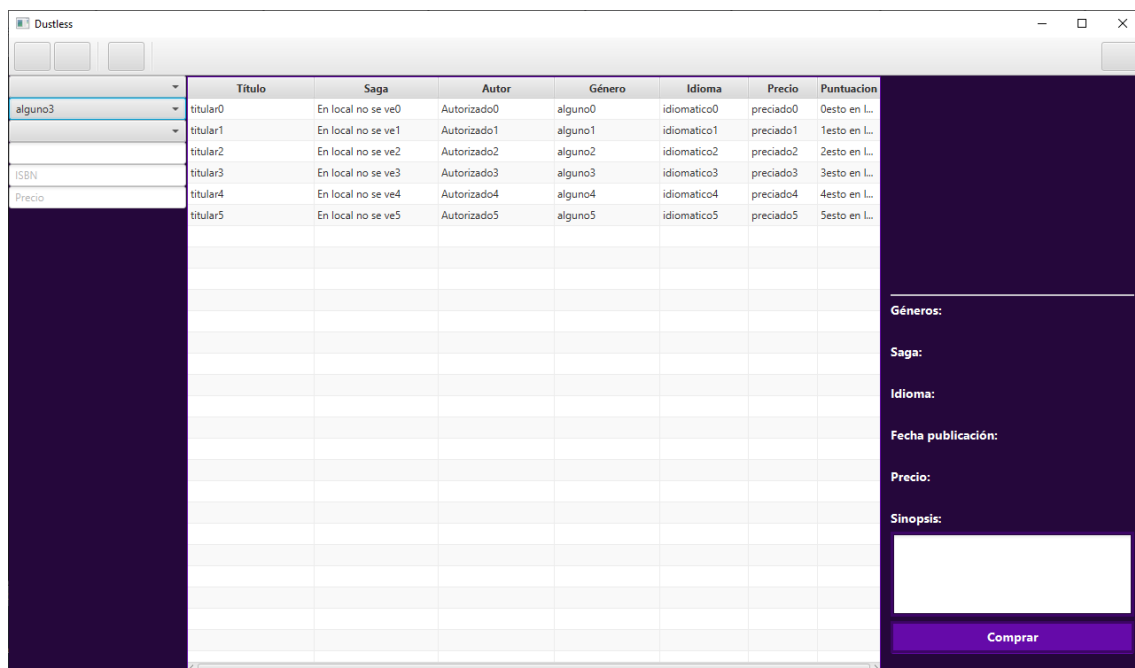 Dustless
Título Saga Autor Género Idioma Precio Puntuacion
alguno3
titular0 En local no se ve0 Autorizado0 alguno0 idiomatico0 preciado0 0esto en l...
titular1 En local no se ve1 Autorizado1 alguno1 idiomatico1 preciado1 1esto en l...
titular2 En local no se ve2 Autorizado2 alguno2 idiomatico2 preciado2 2esto en l...
ISBN
titular3 En local no se ve3 Autorizado3 alguno3 idiomatico3 preciado3 3esto en l...
Precio
titular4 En local no se ve4 Autorizado4 alguno4 idiomatico4 preciado4 4esto en l...
titular5 En local no se ve5 Autorizado5 alguno5 idiomatico5 preciado5 5esto en l...
Géneros:
Saga:
Idioma:
Fecha publicación:
Precio:
Sinopsis:
Comprar